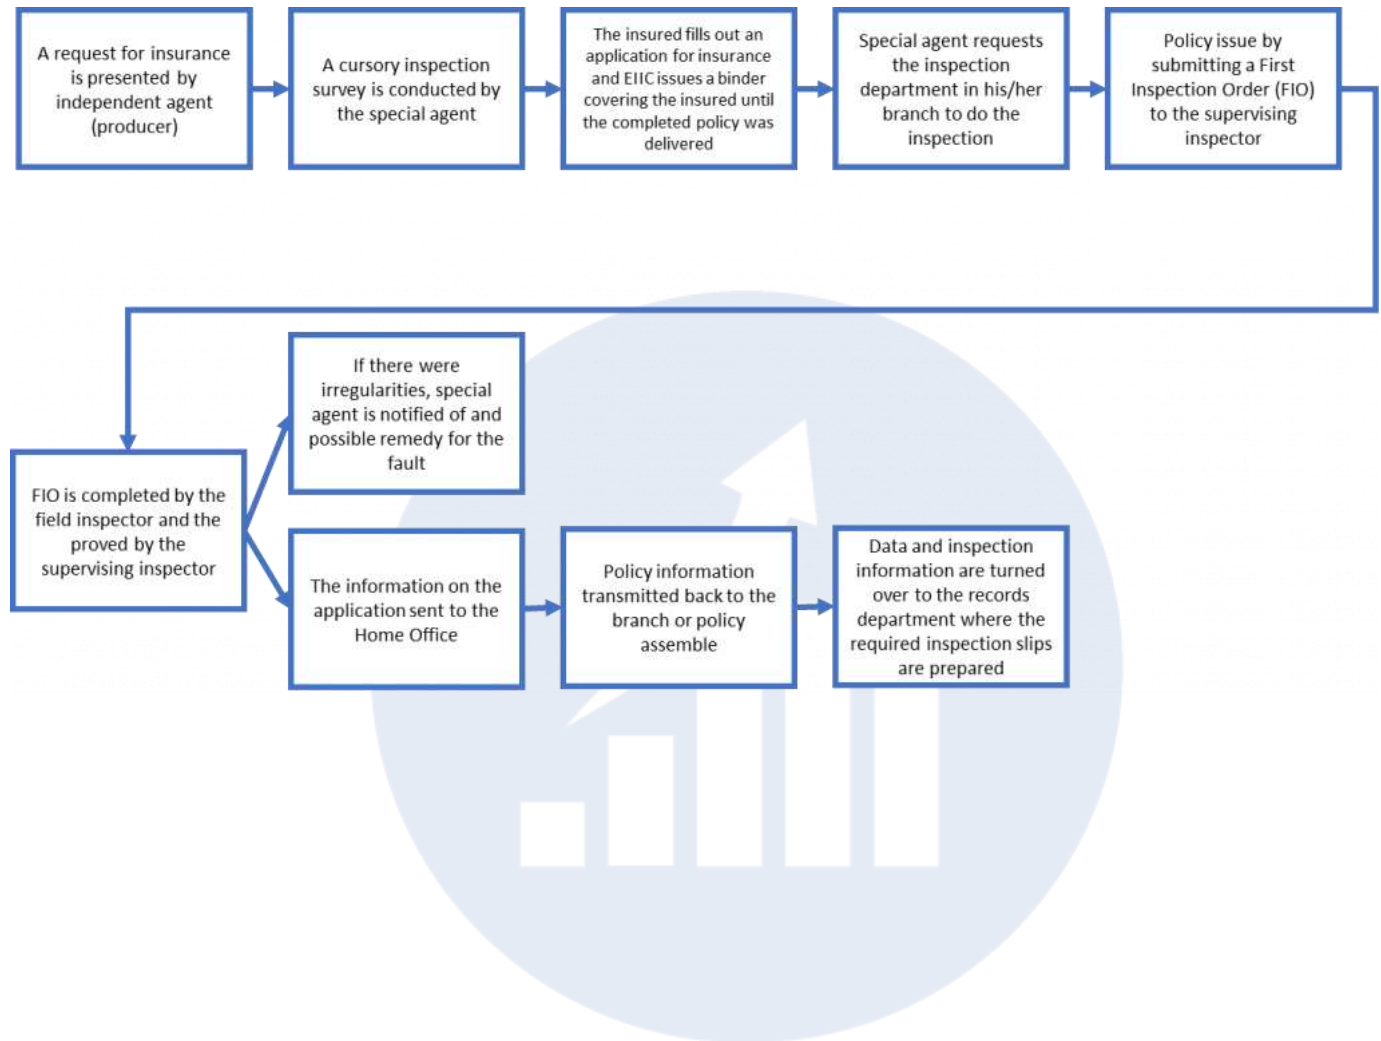 A request for insurance
is presented by
independent agent
(producer)
A cursory inspection
survey is conducted by
the special agent
The insured fills out an
application for insurance
and EIIC issues a binder
covering the insured until
the completed policy was
delivered
Special agent requests
the inspection
department in his/her
branch to do the
inspection
Policy issue by
submitting a First
Inspection Order (FIO)
to the supervising
inspector
If there were
irregularities, special
agent is notified of and
possible remedy for the
fault
FIO is completed by the
field inspector and the
proved by the
supervising inspector
The information on the
application sent to the
Home Office
Policy information
transmitted back to the
branch or policy
assemble
Data and inspection
information are turned
over to the records
department where the
required inspection slips
are prepared